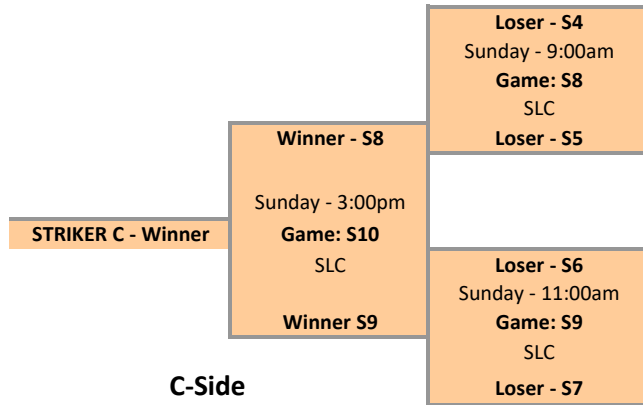 Loser - S4
Sunday - 9:00am
Game: S8
SLC
Loser - S5
Winner - S8
Sunday - 3:00pm
Game: S10
SLC
Winner S9
STRIKER C - Winner
Loser - S6
Sunday - 11:00am
Game: S9
SLC
Loser - S7
C-Side